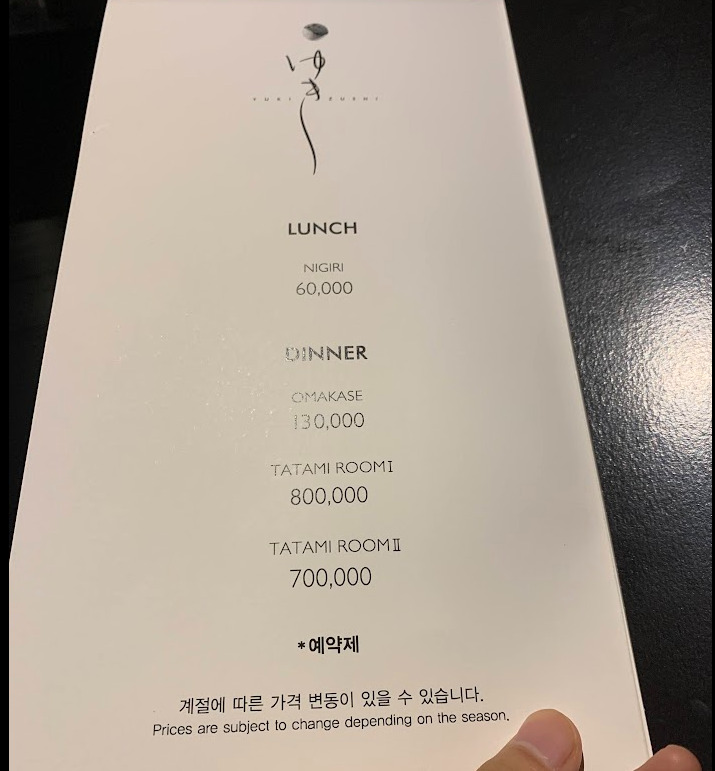 ゆき
YUKI ZUSHI
LUNCH
NIGIRI
60,000
DINNER
OMAKASE
130,000
TATAMI ROOM Ⅰ
800,000
TATAMI ROOM Ⅱ
700,000
*예약제
계절에 따른 가격 변동이 있을 수 있습니다.
Prices are subject to change depending on the season.